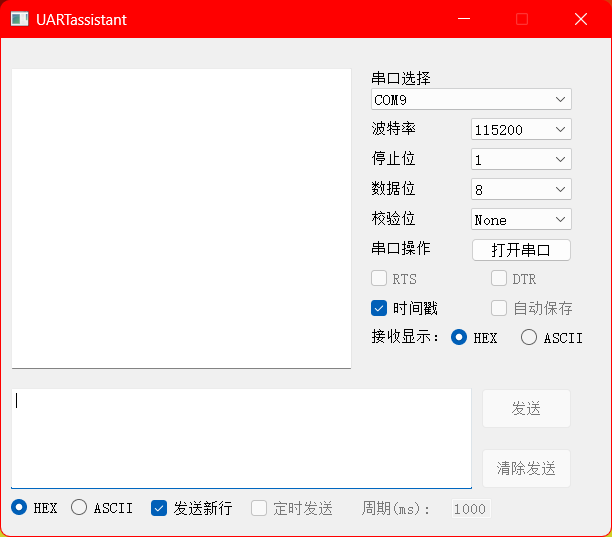 UARTassistant
串口选择
COM9
波特率 115200
停止位 1
数据位 8
校验位 None
串口操作 打开串口
RTS DTR
时间戳 自动保存
接收显示: HEX ASCII
发送
清除发送
HEX ASCII 发送新行 定时发送 周期(ms): 1000